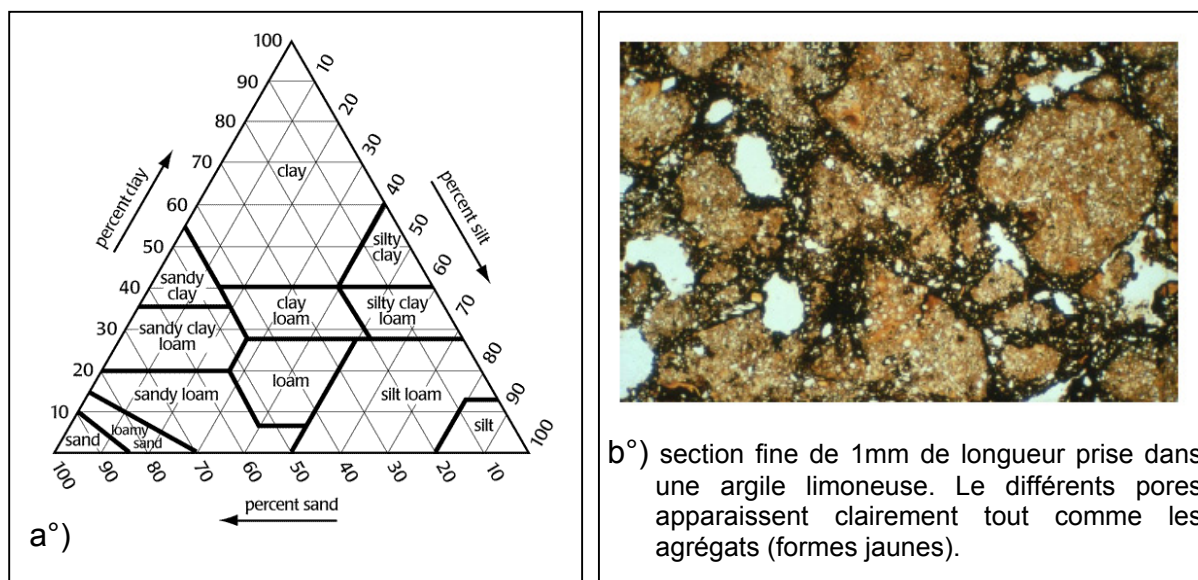 100
10
90
20
80
30
70
clay
40
60
50
silty
clay
50
60
sandy
clay
40
clay
loam
silty clay
loam
70
30
sandy clay
loam
80
20
loam
sandy loam
silt loam
90
10
sand
loamy
sand
silt
100
100
90
80
70
60
50
40
30
20
10
percent clay
percent silt
percent sand
a°)
b°) section fine de 1mm de longueur prise dans
une argile limoneuse. Le différents pores
apparaissent clairement tout comme les
agrégats (formes jaunes).